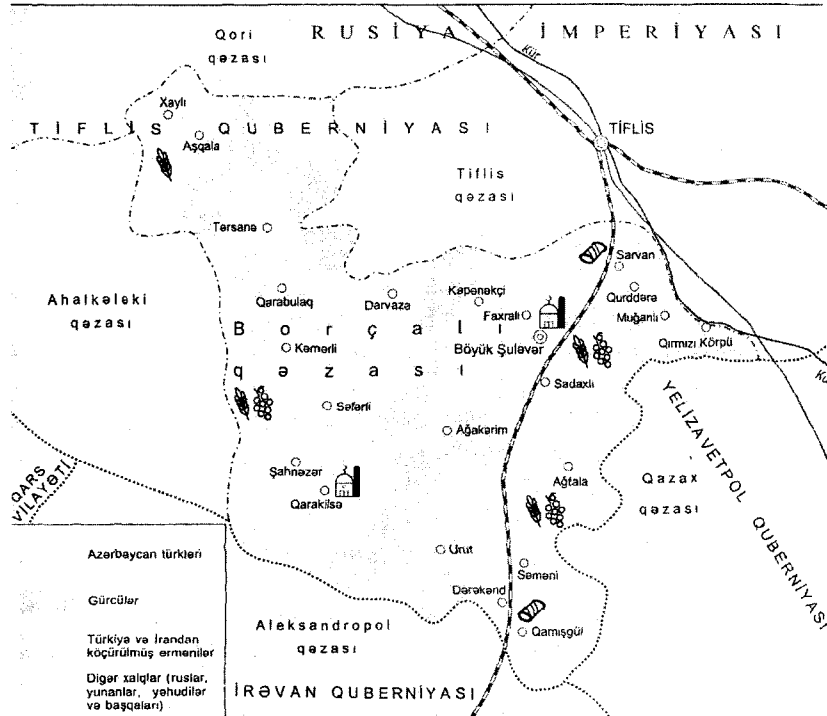 RUSİYA İMPERİYASI
Qori
qəzası
Kür
Xaylı
TİFLİS QUBERNİYASI
Aşqala
TİFLİS
Tiflis
qəzası
Tərsanə
Sarvan
Ahalkələki
qəzası
Qarabulaq
Darvaza
Kəpənəkçi
Qurddərə
Faxralı
Muğanlı
Borçalı
qəzası
Böyük Şuləvər
Qırmızı Körpü
Kəmərli
Kür
Sadaxlı
Səfərli
Ağakərim
YELİZAVETPOL QUBERNİYASI
Şahnəzər
Qarakilsə
Ağtala
Qazax
qəzası
QARS
VİLAYƏTİ
Urut
Seməni
Dərəkənd
Qamışgül
Aleksandropol
qəzası
İRƏVAN QUBERNİYASI
Azərbaycan türkləri
Gürcülər
Türkiyə və İrandan
köçürülmüş ermənilər
Digər xalqlar (ruslar,
yunanlar, yəhudilər
və başqaları)